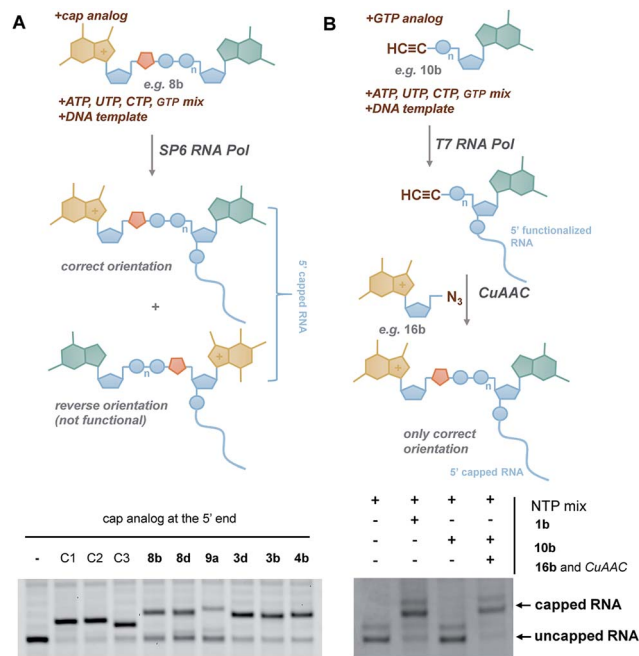 A
+cap analog
+
n
e.g. 8b
+ATP, UTP, CTP, GTP mix
+DNA template
SP6 RNA Pol
+
n
correct orientation
+
5' capped RNA
n
+
reverse orientation
(not functional)
cap analog at the 5' end
- C1 C2 C3 8b 8d 9a 3d 3b 4b
B
+GTP analog
HC≡C
n
e.g. 10b
+ATP, UTP, CTP, GTP mix
+DNA template
T7 RNA Pol
HC≡C
n
5' functionalized
RNA
+
N3
CuAAC
e.g. 16b
+
n
only correct
orientation
5' capped RNA
+ + + + NTP mix
- + - - 1b
- - + + 10b
- - - + 16b and CuAAC
capped RNA
uncapped RNA